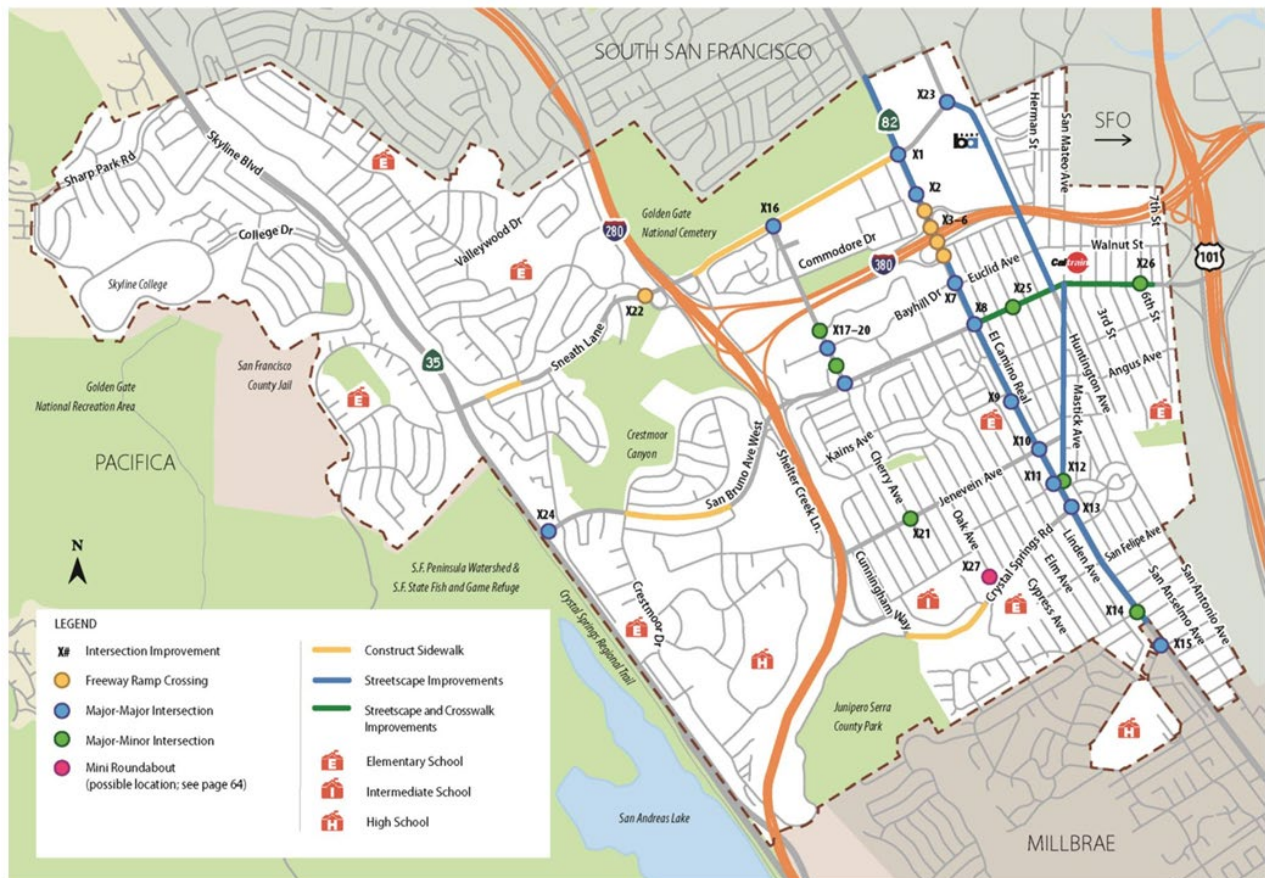 SOUTH SAN FRANCISCO
X23
82
SFO
Herman St
San Mateo Ave
Sharp Park Rd
Skyline Blvd
E
X1
X2
X3–6
7th St
Golden Gate
National Cemetery
X16
280
College Dr
Valleywood Dr
E
Commodore Dr
380
Walnut St
Caltrain
X26
101
Skyline College
X22
Bayhill Dr
Euclid Ave
X7
X8
X25
6th St
3rd St
X17–20
San Francisco
County Jail
35
Sneath Lane
El Camino Real
Huntington Ave
Angus Ave
Golden Gate
National Recreation Area
E
X9
E
Mastick Ave
E
PACIFICA
Crestmoor
Canyon
Kains Ave
X10
San Bruno Ave West
Shelter Creek Ln.
Cherry Ave
Jenevein Ave
X11
X12
X24
X21
Oak Ave
X13
N
S.F. Peninsula Watershed &
S.F. State Fish and Game Refuge
Crystal Springs Regional Trail
Crestmoor Dr
Cunningham Way
X27
Crystal Springs Rd
Linden Ave
San Felipe Ave
Elm Ave
Cypress Ave
San Anselmo Ave
San Antonio Ave
E
I
E
X14
X15
H
Junipero Serra
County Park
H
San Andreas Lake
MILLBRAE
LEGEND
X# Intersection Improvement
Freeway Ramp Crossing
Major-Major Intersection
Major-Minor Intersection
Mini Roundabout
(possible location; see page 64)
Construct Sidewalk
Streetscape Improvements
Streetscape and Crosswalk
Improvements
E Elementary School
I Intermediate School
H High School